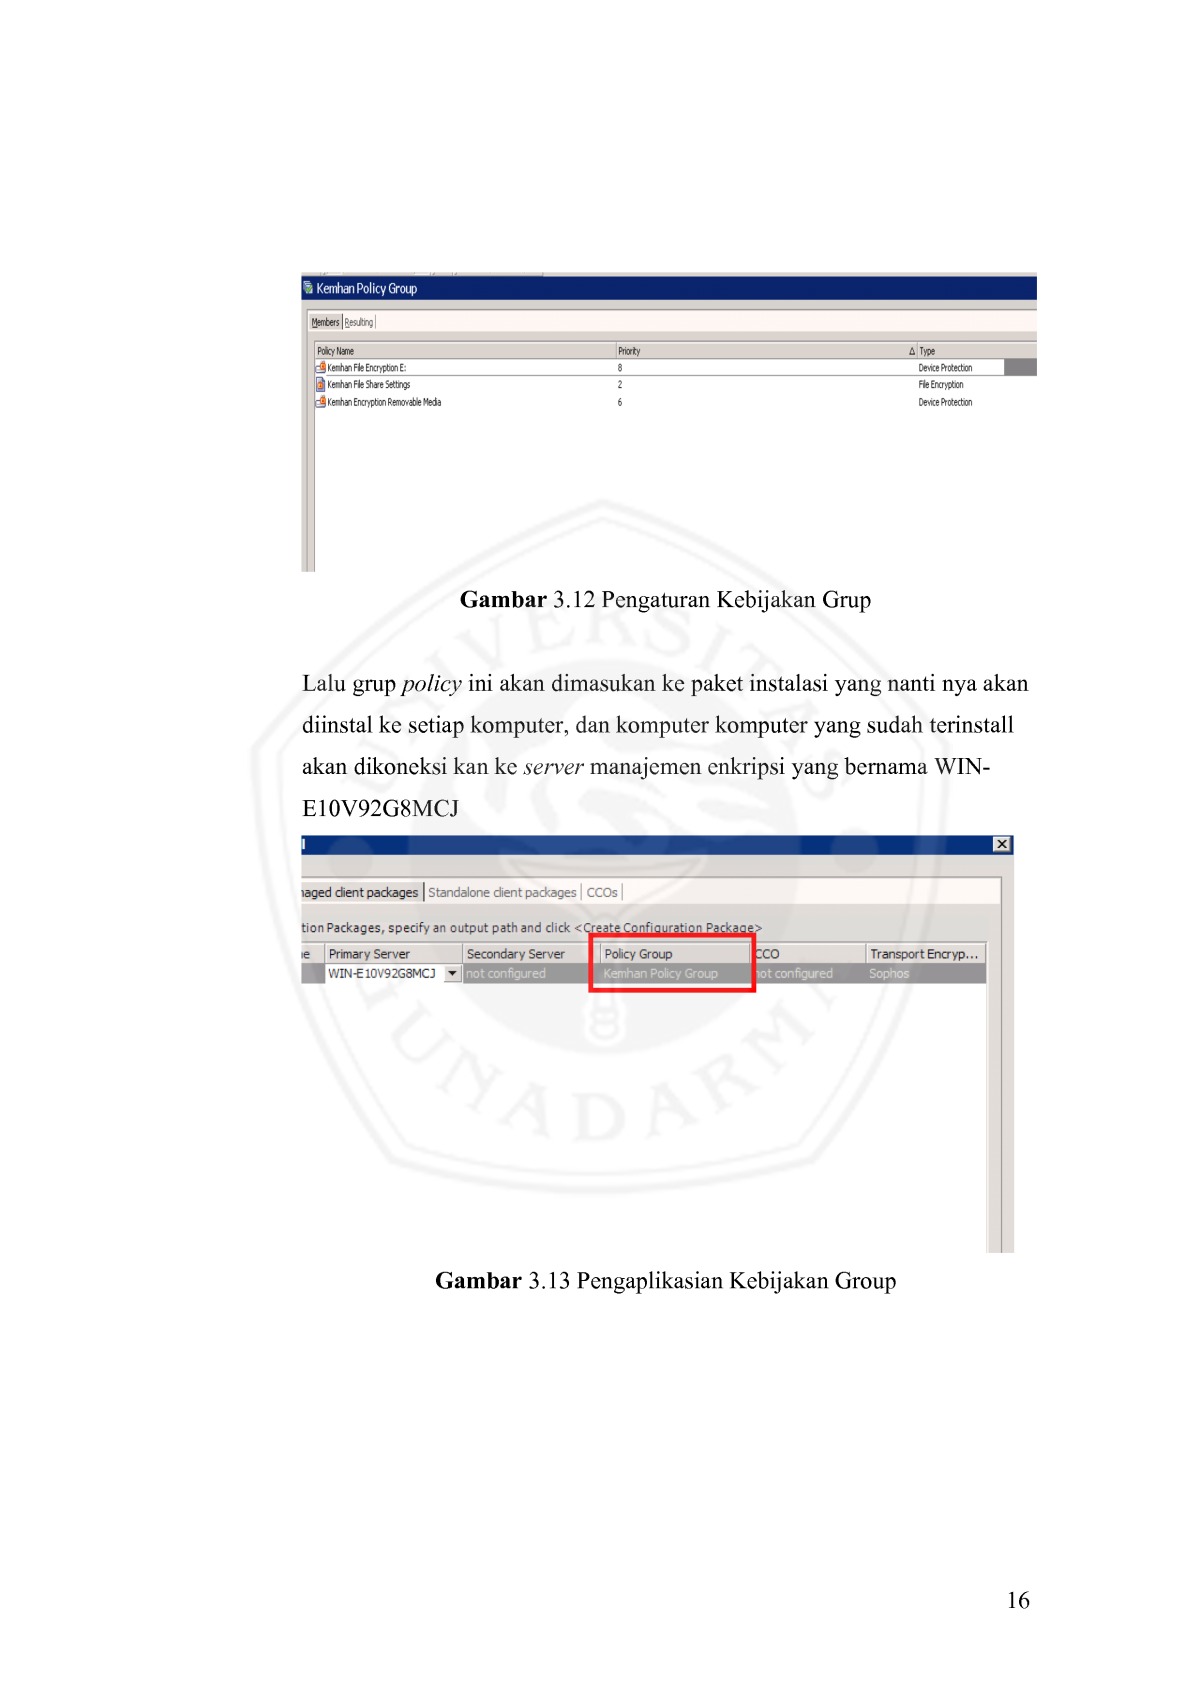 Kemhan Policy Group
Members Resulting
Policy Name Priority Type
Kemhan File Encryption E: 8 Device Protection
Kemhan File Share Settings 2 File Encryption
Kemhan Encryption Removable Media 6 Device Protection
Gambar 3.12 Pengaturan Kebijakan Grup
Lalu grup policy ini akan dimasukan ke paket instalasi yang nanti nya akan
diinstal ke setiap komputer, dan komputer komputer yang sudah terinstall
akan dikoneksi kan ke server manajemen enkripsi yang bernama WIN-
E10V92G8MCJ
naged client packages Standalone client packages CCOs
tion Packages, specify an output path and click <Create Configuration Package>
e Primary Server Secondary Server Policy Group CCO Transport Encryp...
WIN-E10V92G8MCJ not configured Kemhan Policy Group not configured Sophos
UNIVERSITAS
GUNADARMA
Gambar 3.13 Pengaplikasian Kebijakan Group
16